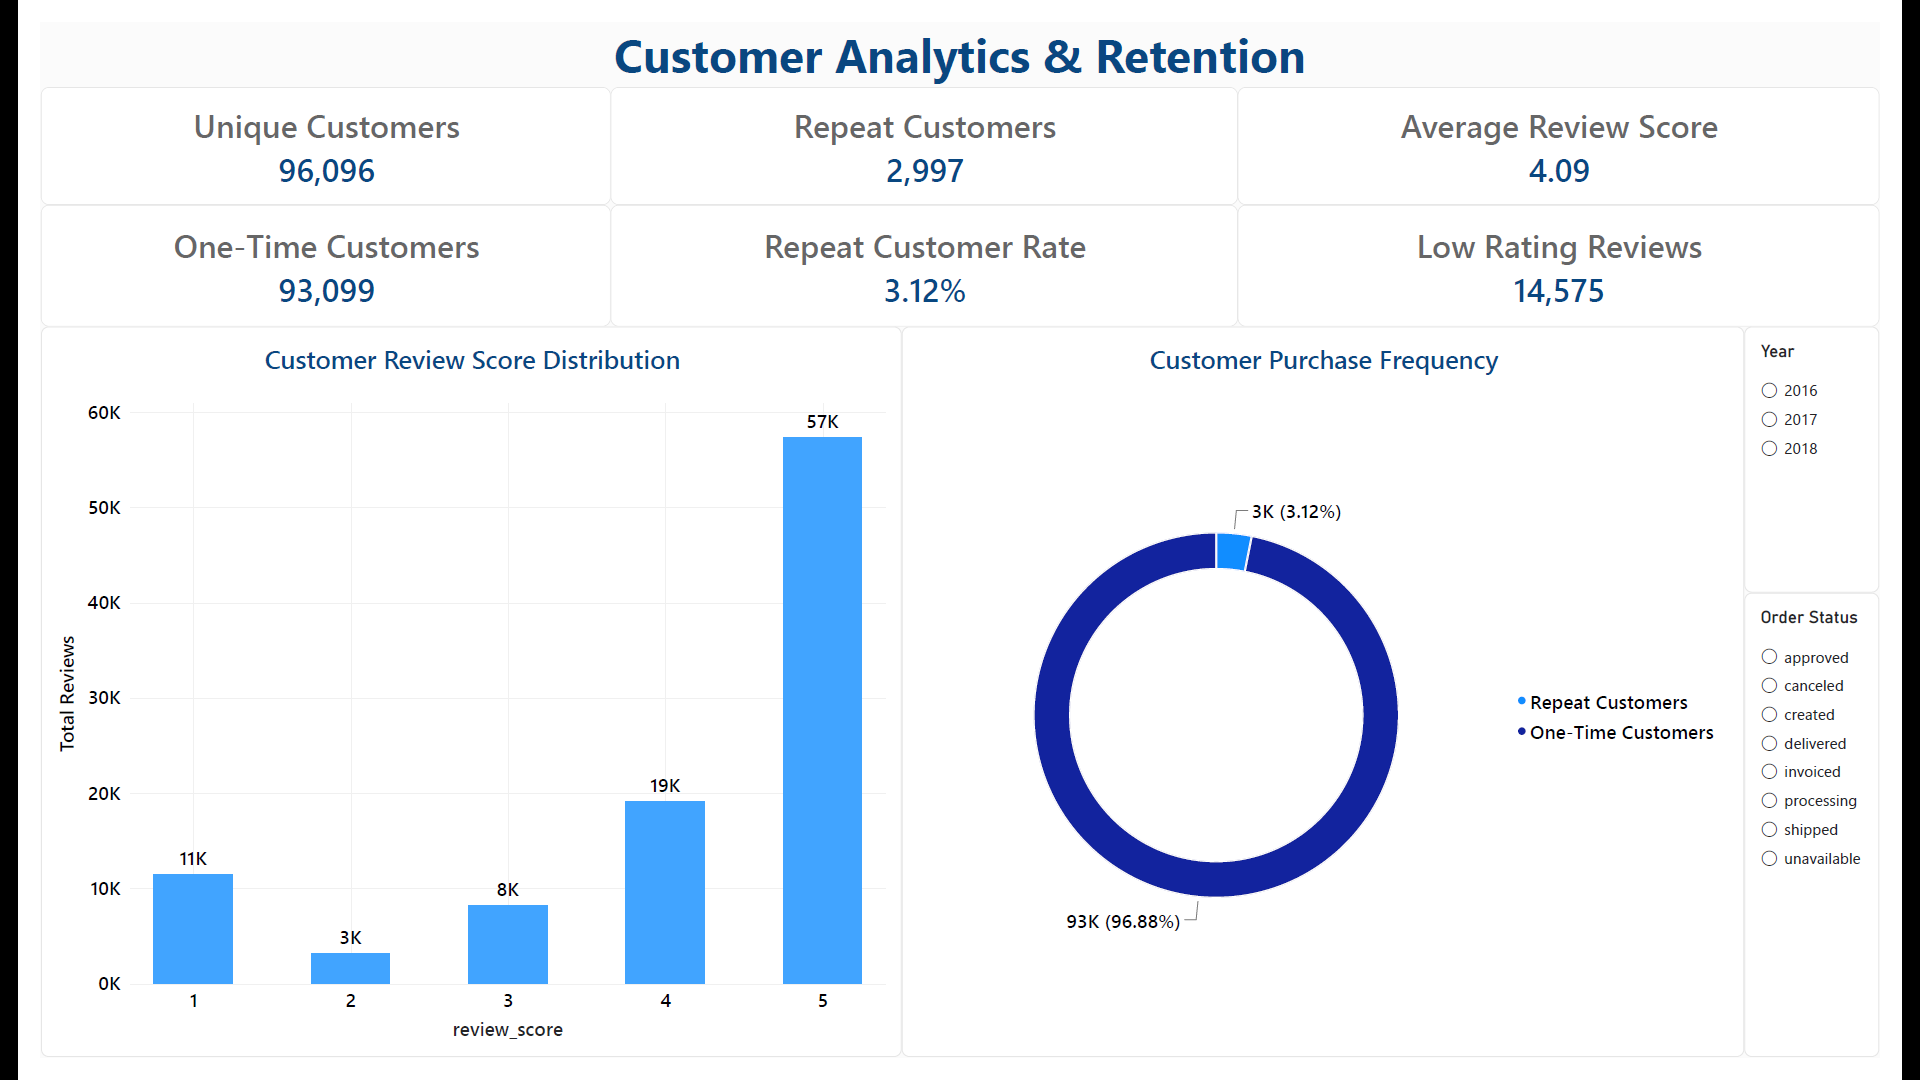 Customer Analytics & Retention
Unique Customers
96,096
Repeat Customers
2,997
Average Review Score
4.09
One-Time Customers
93,099
Repeat Customer Rate
3.12%
Low Rating Reviews
14,575
Customer Review Score Distribution
60K
50K
40K
30K
20K
10K
0K
Total Reviews
11K
3K
8K
19K
57K
1
2
3
4
5
review_score
Customer Purchase Frequency
3K (3.12%)
93K (96.88%)
Repeat Customers
One-Time Customers
Year
2016
2017
2018
Order Status
approved
canceled
created
delivered
invoiced
processing
shipped
unavailable